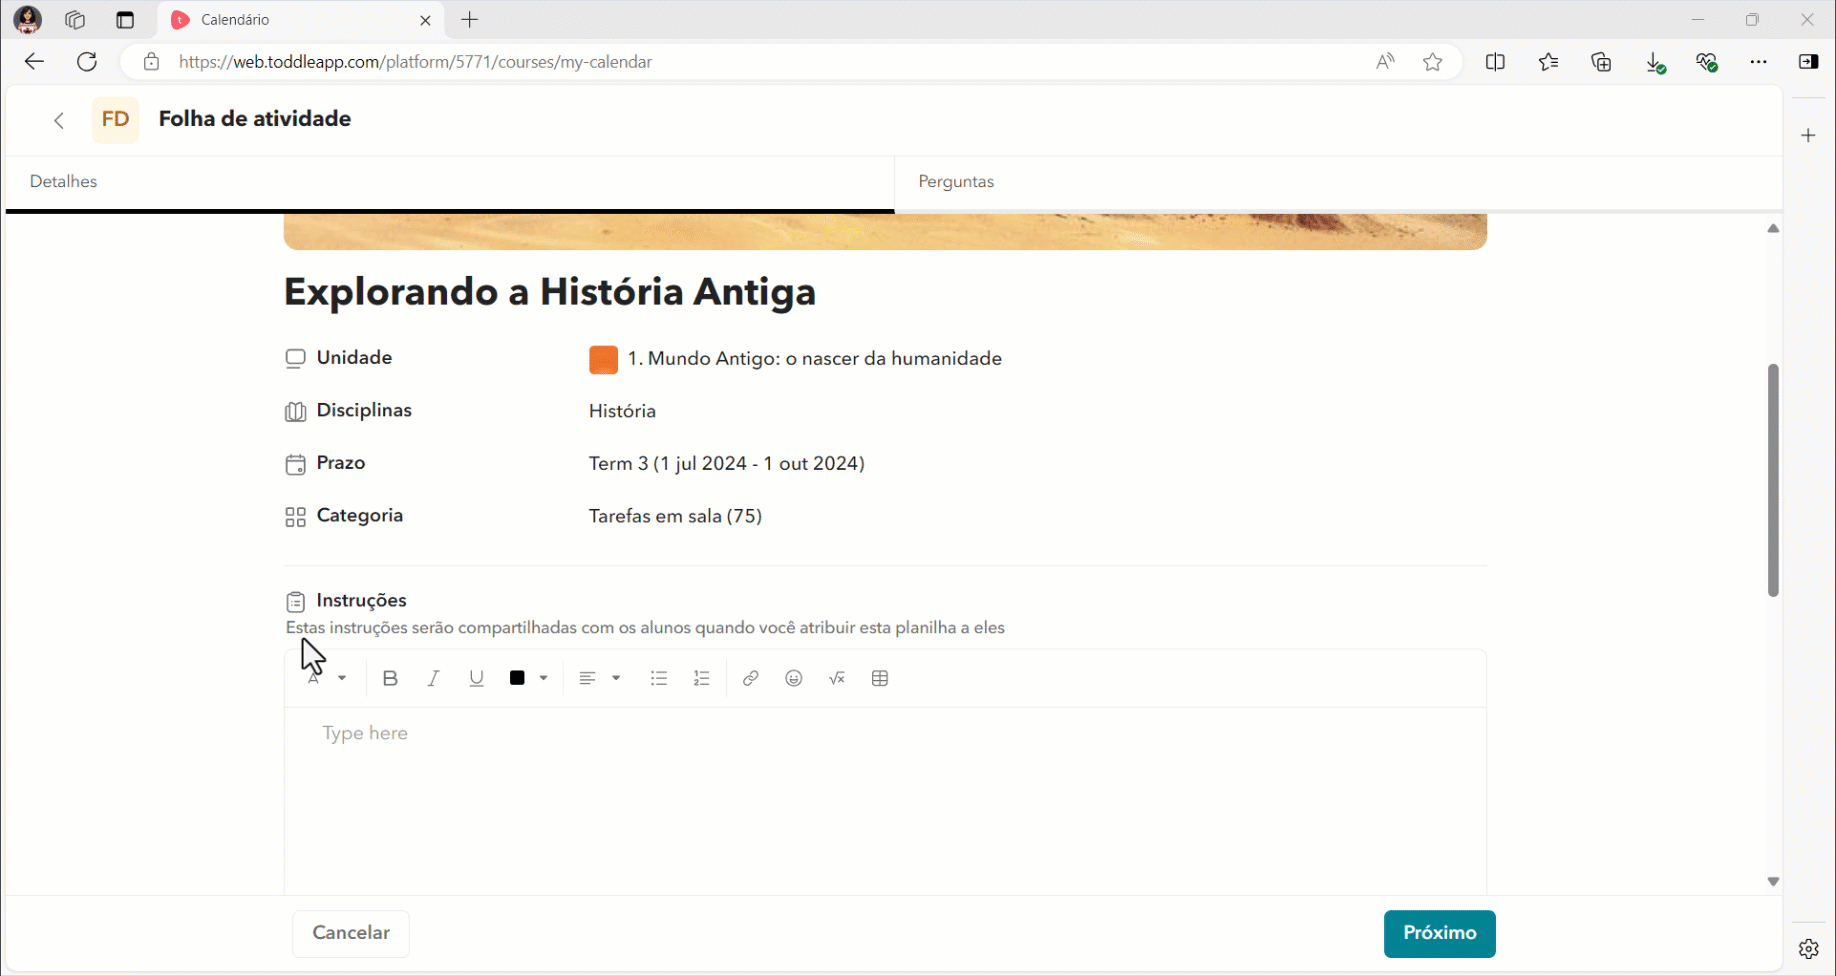 Calendário
https://web.toddleapp.com/platform/5771/courses/my-calendar
FD Folha de atividade
Detalhes
Perguntas
Explorando a História Antiga
Unidade
1. Mundo Antigo: o nascer da humanidade
Disciplinas
História
Prazo
Term 3 (1 jul 2024 - 1 out 2024)
Categoria
Tarefas em sala (75)
Instruções
Estas instruções serão compartilhadas com os alunos quando você atribuir esta planilha a eles
Type here
Cancelar
Próximo